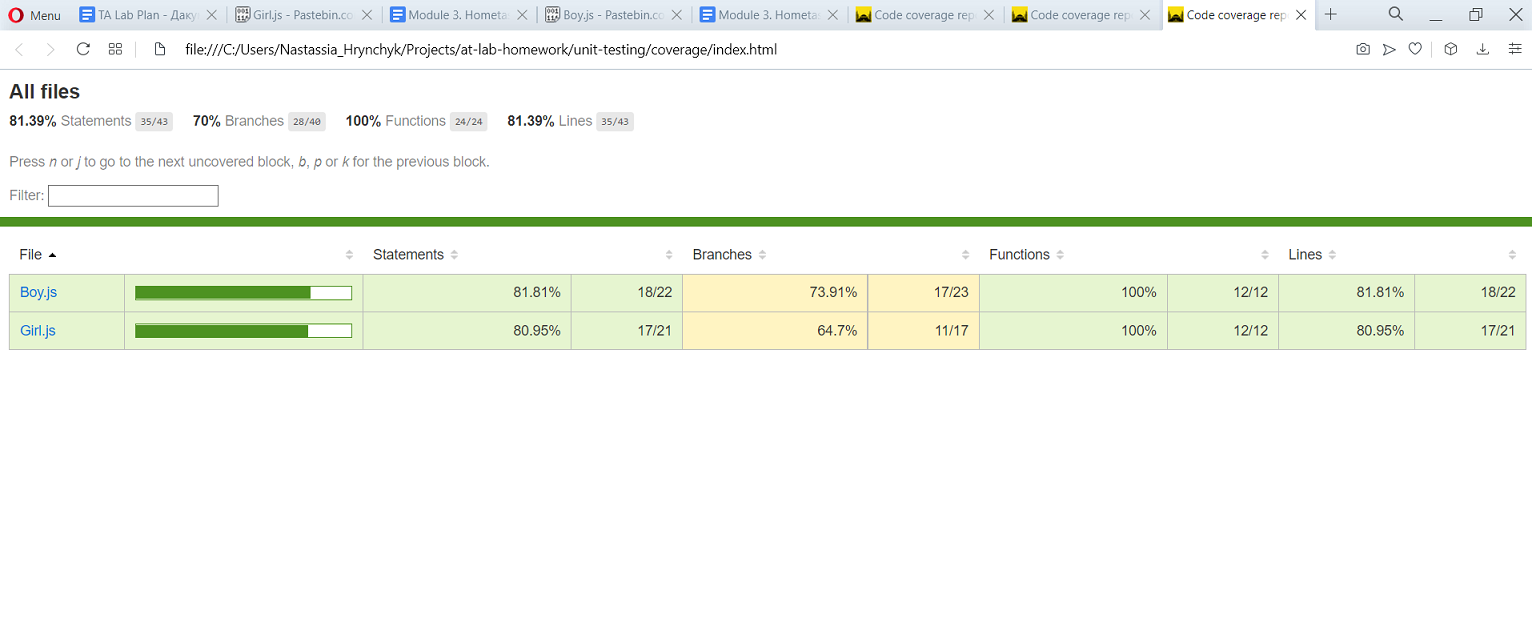 Menu TA Lab Plan - Даку Girl.js - Pastebin.co Module 3. Hometas Boy.js - Pastebin.co Module 3. Hometas Code coverage rep Code coverage rep Code coverage rep
file:///C:/Users/Nastassia_Hrynchyk/Projects/at-lab-homework/unit-testing/coverage/index.html
All files
81.39% Statements 35/43 70% Branches 28/40 100% Functions 24/24 81.39% Lines 35/43
Press n or j to go to the next uncovered block, b, p or k for the previous block.
Filter:
File Statements Branches Functions Lines
Boy.js 81.81% 18/22 73.91% 17/23 100% 12/12 81.81% 18/22
Girl.js 80.95% 17/21 64.7% 11/17 100% 12/12 80.95% 17/21